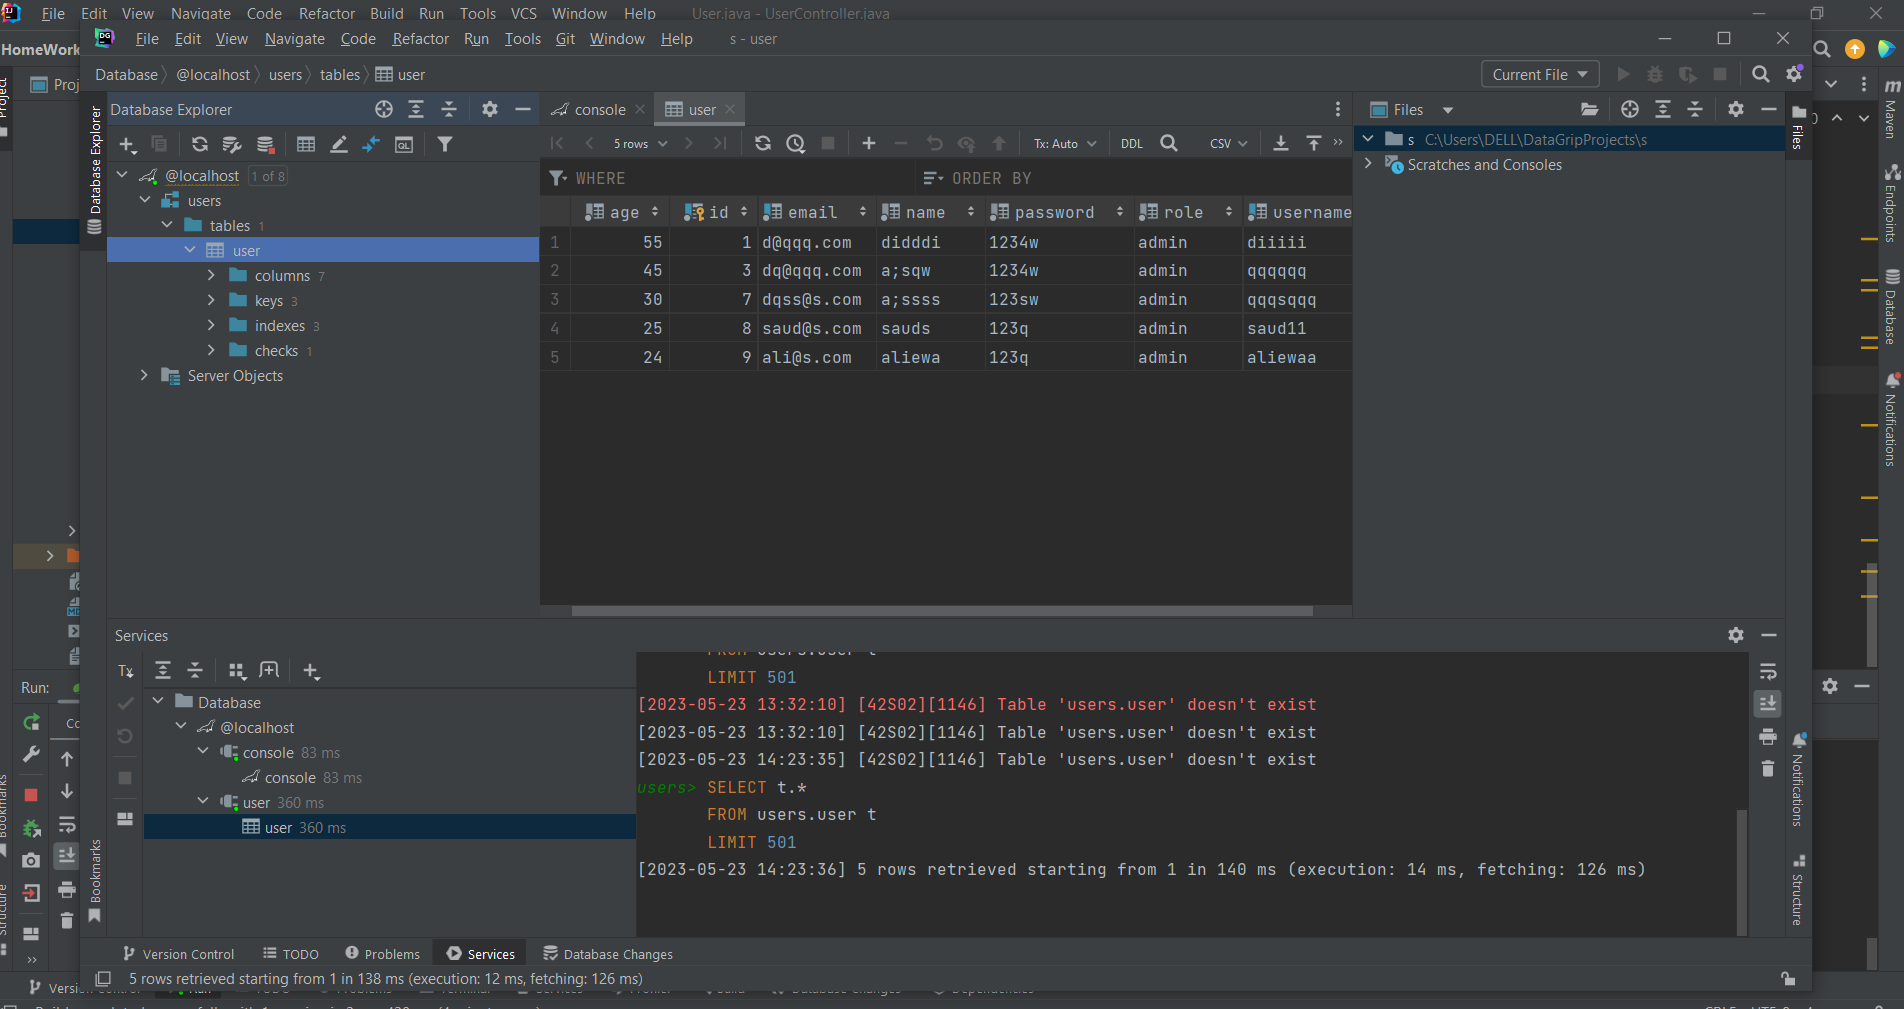 File Edit View Navigate Code Refactor Build Run Tools VCS Window Help User.java - UserController.java
HomeWork
File Edit View Navigate Code Refactor Run Tools Git Window Help s - user
Database @localhost users tables user Current File
Project
Proj
Database Explorer
Database Explorer
console user
Files
Files
Maven
5 rows Tx: Auto DDL CSV »
s C:\Users\DELL\DataGripProjects\s
Scratches and Consoles
@localhost 1 of 8
users
tables 1
user
columns 7
keys 3
indexes 3
checks 1
Server Objects
WHERE ORDER BY
age id email name password role username
1 55 1 d@qqq.com didddi 1234w admin diiiii
2 45 3 dq@qqq.com a;sqw 1234w admin qqqqqq
3 30 7 dqss@s.com a;ssss 123sw admin qqqsqqq
4 25 8 saud@s.com sauds 123q admin saud11
5 24 9 ali@s.com aliewa 123q admin aliewaa
Endpoints
Database
Notifications
Services
Run:
Tx
Database
@localhost
console 83 ms
console 83 ms
user 360 ms
user 360 ms
FROM users.user t
LIMIT 501
[2023-05-23 13:32:10] [42S02][1146] Table 'users.user' doesn't exist
[2023-05-23 13:32:10] [42S02][1146] Table 'users.user' doesn't exist
[2023-05-23 14:23:35] [42S02][1146] Table 'users.user' doesn't exist
users> SELECT t.*
FROM users.user t
LIMIT 501
[2023-05-23 14:23:36] 5 rows retrieved starting from 1 in 140 ms (execution: 14 ms, fetching: 126 ms)
Notifications
Structure
Bookmarks
Bookmarks
Structure
Version Control TODO Problems Services Database Changes
5 rows retrieved starting from 1 in 138 ms (execution: 12 ms, fetching: 126 ms)